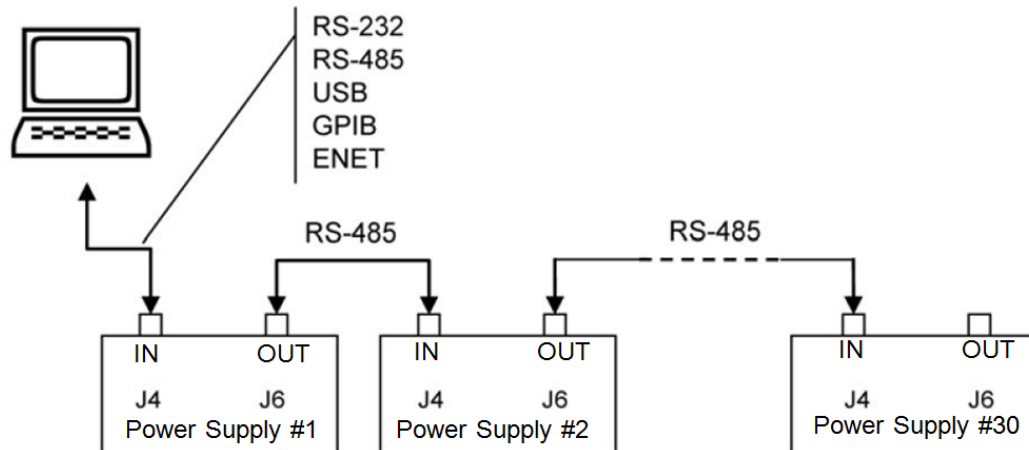 RS-232
RS-485
USB
GPIB
ENET
RS-485
RS-485
IN
OUT
IN
OUT
IN
OUT
J4
J6
J4
J6
J4
J6
Power Supply #1
Power Supply #2
Power Supply #30